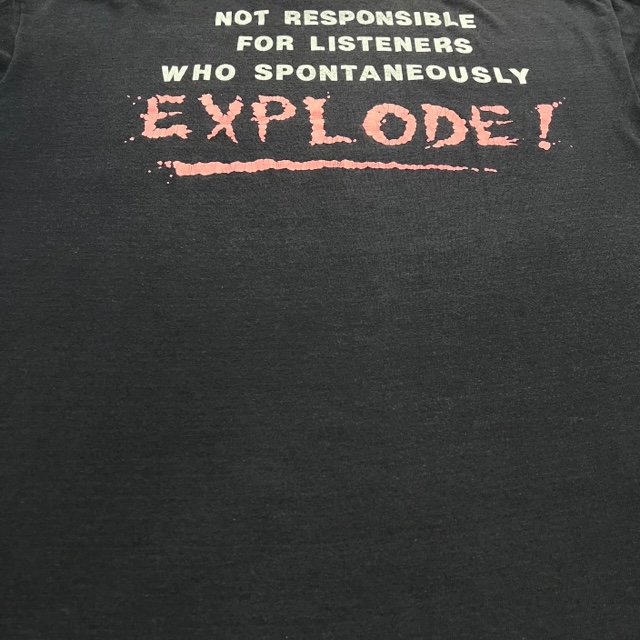 NOT RESPONSIBLE
FOR LISTENERS
WHO SPONTANEOUSLY
EXPLODE!